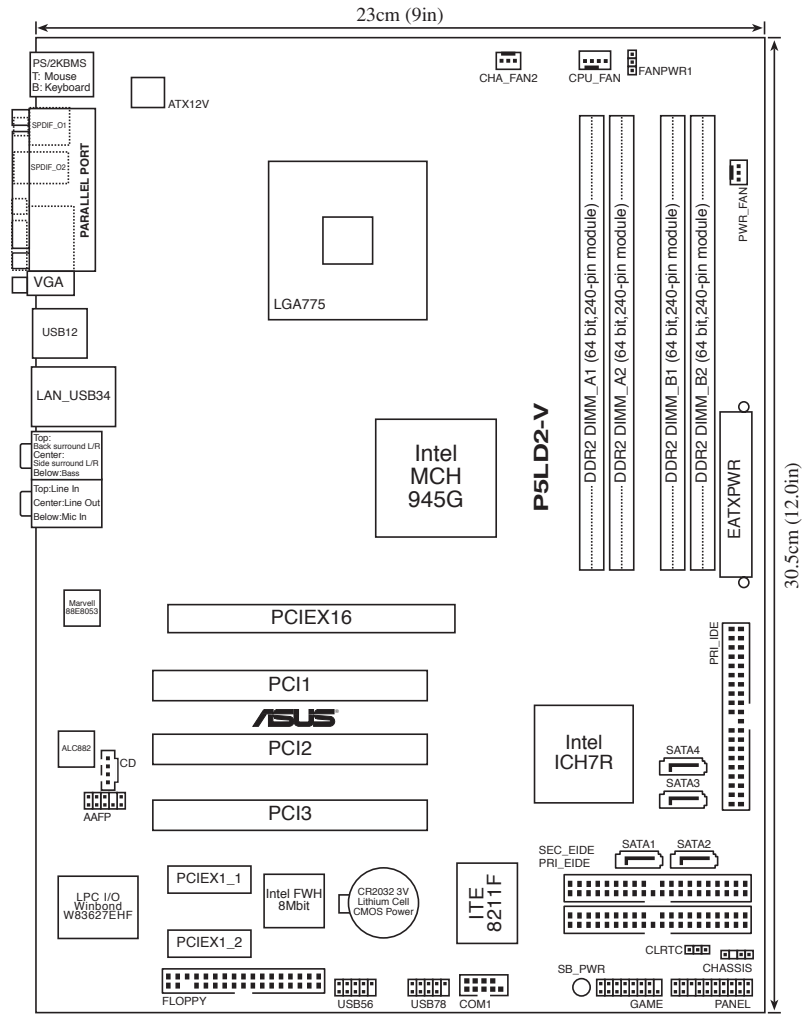 23cm (9in)
PS/2KBMS
T: Mouse
B: Keyboard
ATX12V
CHA_FAN2
CPU_FAN
FANPWR1
SPDIF_O1
SPDIF_O2
PARALLEL PORT
PWR_FAN
VGA
LGA775
DDR2 DIMM_A1 (64 bit,240-pin module)
DDR2 DIMM_A2 (64 bit,240-pin module)
DDR2 DIMM_B1 (64 bit,240-pin module)
DDR2 DIMM_B2 (64 bit,240-pin module)
USB12
LAN_USB34
Top:
Back surround L/R
Center:
Side surround L/R
Below:Bass
Top:Line In
Center:Line Out
Below:Mic In
Intel
MCH
945G
P5LD2-V
EATXPWR
30.5cm (12.0in)
Marvell
88E8053
PCIEX16
PRI_IDE
PCI1
ASUS®
ALC882
CD
PCI2
Intel
ICH7R
SATA4
SATA3
AAFP
PCI3
SEC_EIDE
PRI_EIDE
SATA1
SATA2
LPC I/O
Winbond
W83627EHF
PCIEX1_1
Intel FWH
8Mbit
CR2032 3V
Lithium Cell
CMOS Power
ITE
8211F
PCIEX1_2
CLRTC
CHASSIS
SB_PWR
FLOPPY
USB56
USB78
COM1
GAME
PANEL